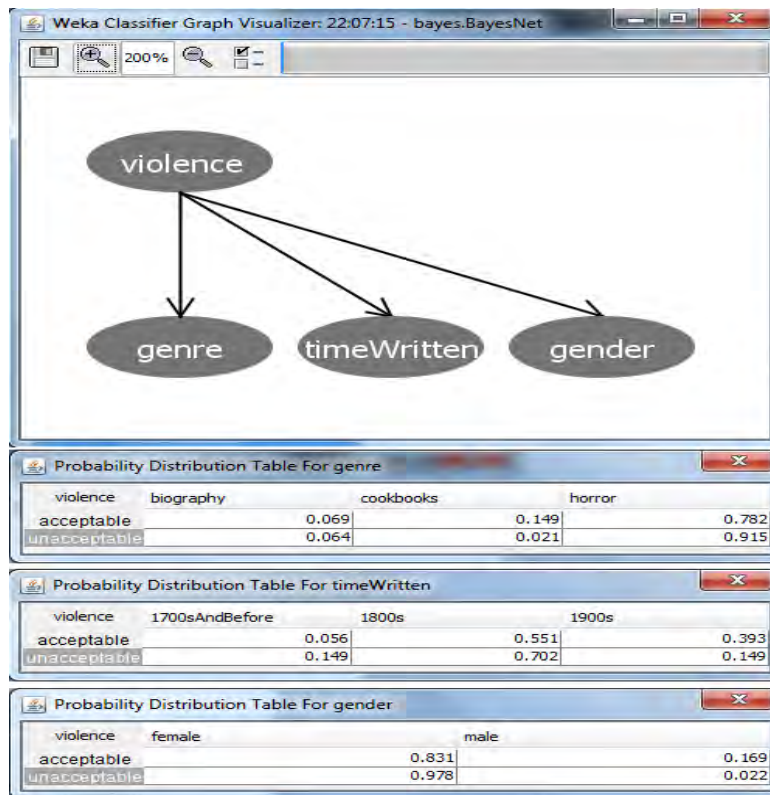 Weka Classifier Graph Visualizer: 22:07:15 - bayes.BayesNet
200%
violence
genre timeWritten gender
Probability Distribution Table For genre
violence biography cookbooks horror
acceptable 0.069 0.149 0.782
unacceptable 0.064 0.021 0.915
Probability Distribution Table For timeWritten
violence 1700sAndBefore 1800s 1900s
acceptable 0.056 0.551 0.393
unacceptable 0.149 0.702 0.149
Probability Distribution Table For gender
violence female male
acceptable 0.831 0.169
unacceptable 0.978 0.022